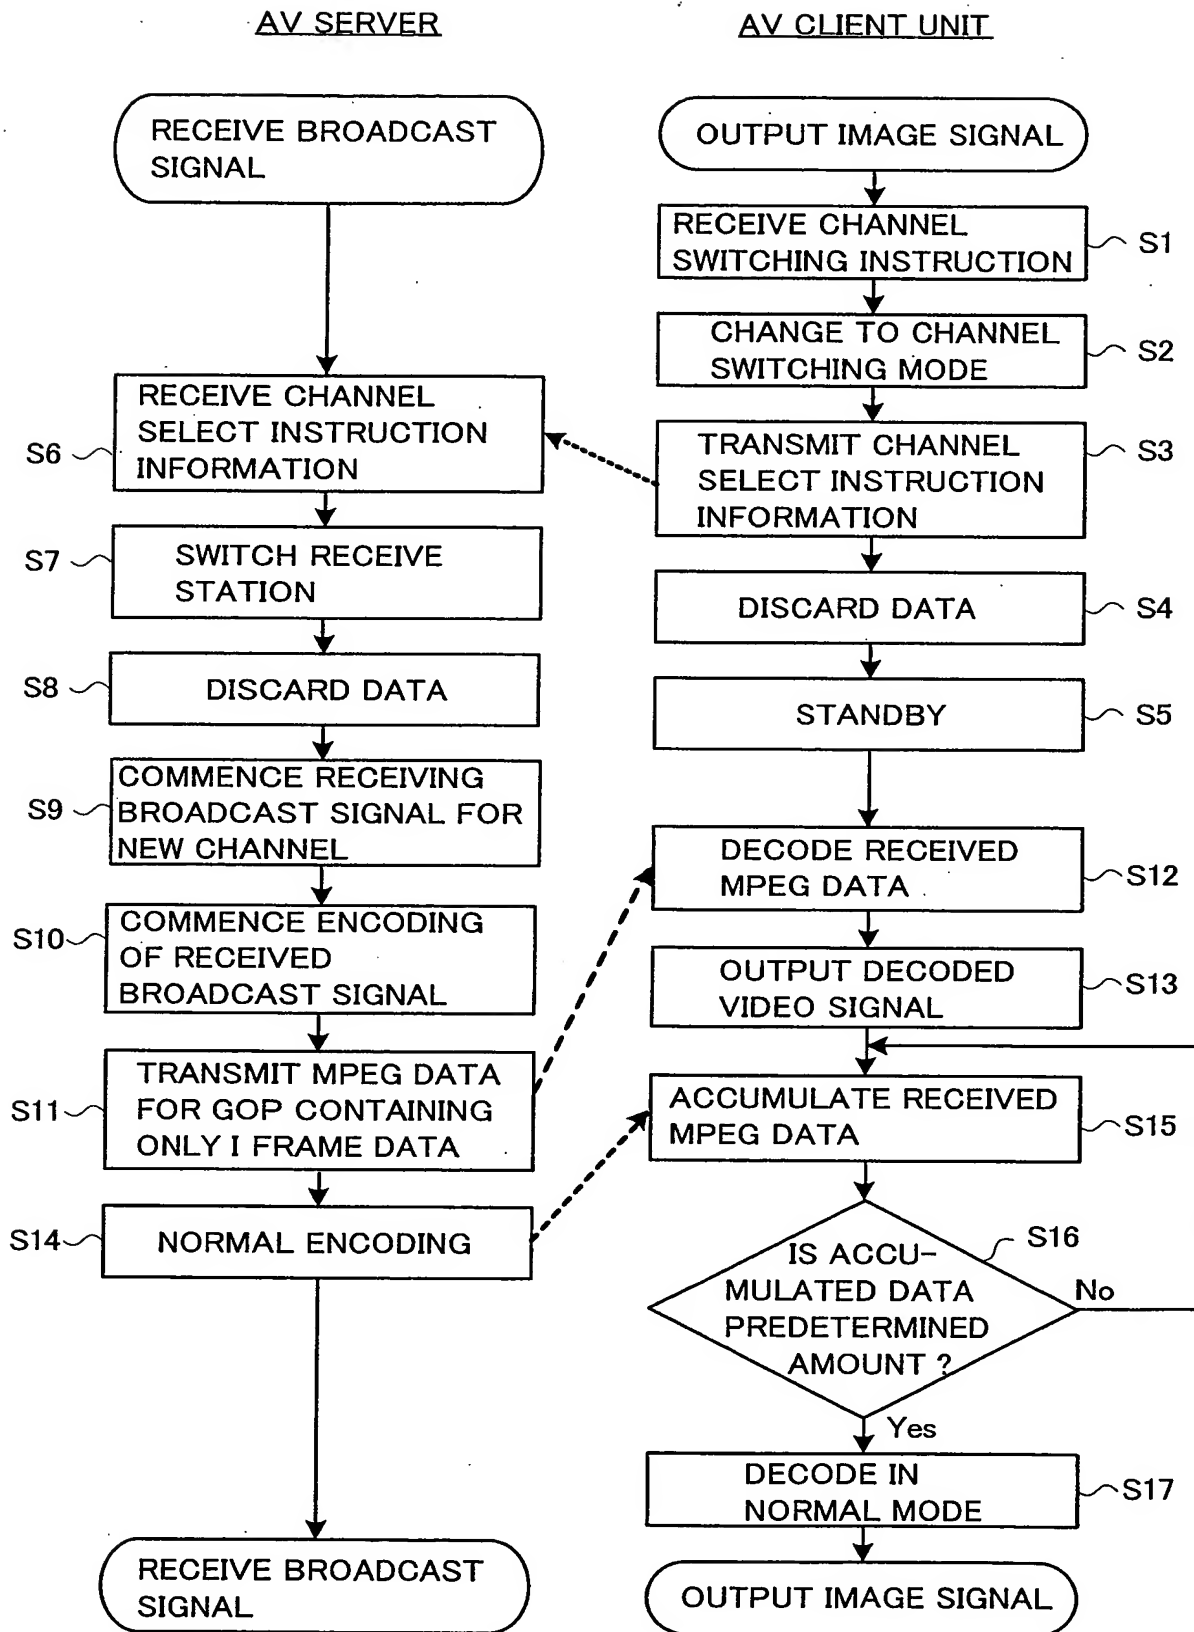 AV SERVER
RECEIVE BROADCAST
SIGNAL
S6
RECEIVE CHANNEL
SELECT INSTRUCTION
INFORMATION
S7
SWITCH RECEIVE
STATION
S8
DISCARD DATA
S9
COMMENCE RECEIVING
BROADCAST SIGNAL FOR
NEW CHANNEL
S10
COMMENCE ENCODING
OF RECEIVED
BROADCAST SIGNAL
S11
TRANSMIT MPEG DATA
FOR GOP CONTAINING
ONLY I FRAME DATA
S14
NORMAL ENCODING
RECEIVE BROADCAST
SIGNAL
AV CLIENT UNIT
OUTPUT IMAGE SIGNAL
RECEIVE CHANNEL
SWITCHING INSTRUCTION
S1
CHANGE TO CHANNEL
SWITCHING MODE
S2
TRANSMIT CHANNEL
SELECT INSTRUCTION
INFORMATION
S3
DISCARD DATA
S4
STANDBY
S5
DECODE RECEIVED
MPEG DATA
S12
OUTPUT DECODED
VIDEO SIGNAL
S13
ACCUMULATE RECEIVED
MPEG DATA
S15
IS ACCU-
MULATED DATA
PREDETERMINED
AMOUNT ?
S16
No
Yes
DECODE IN
NORMAL MODE
S17
OUTPUT IMAGE SIGNAL